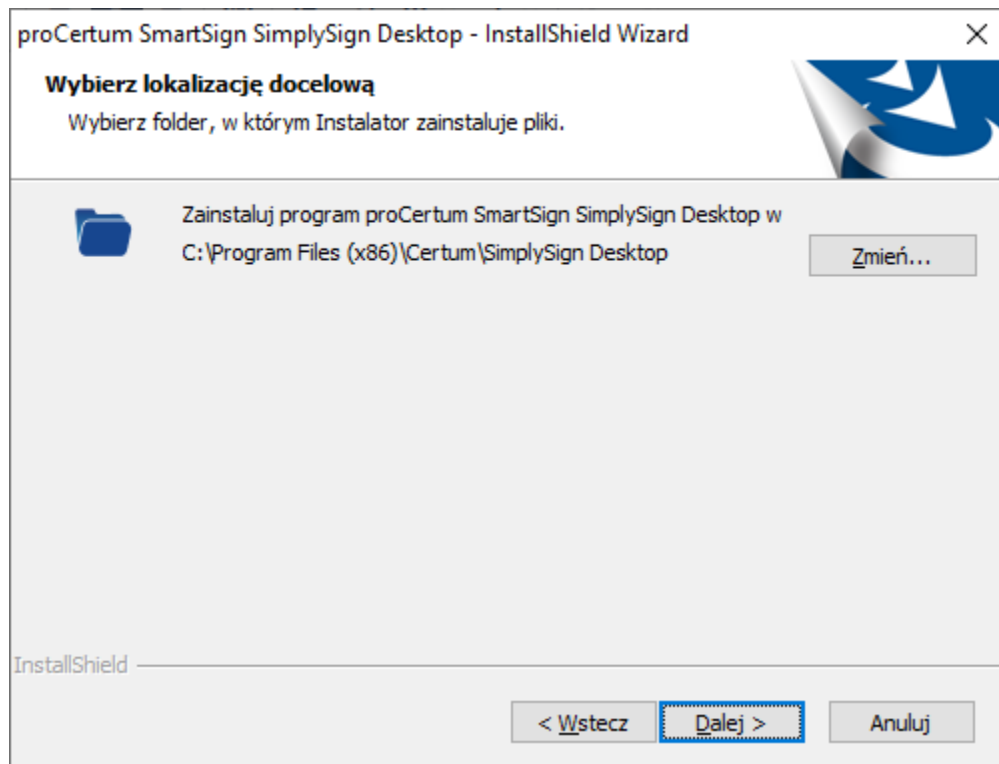 proCertum SmartSign SimplySign Desktop - InstallShield Wizard
Wybierz lokalizację docelową
Wybierz folder, w którym Instalator zainstaluje pliki.
Zainstaluj program proCertum SmartSign SimplySign Desktop w
C:\Program Files (x86)\Certum\SimplySign Desktop
Zmień...
InstallShield
< Wstecz
Dalej >
Anuluj